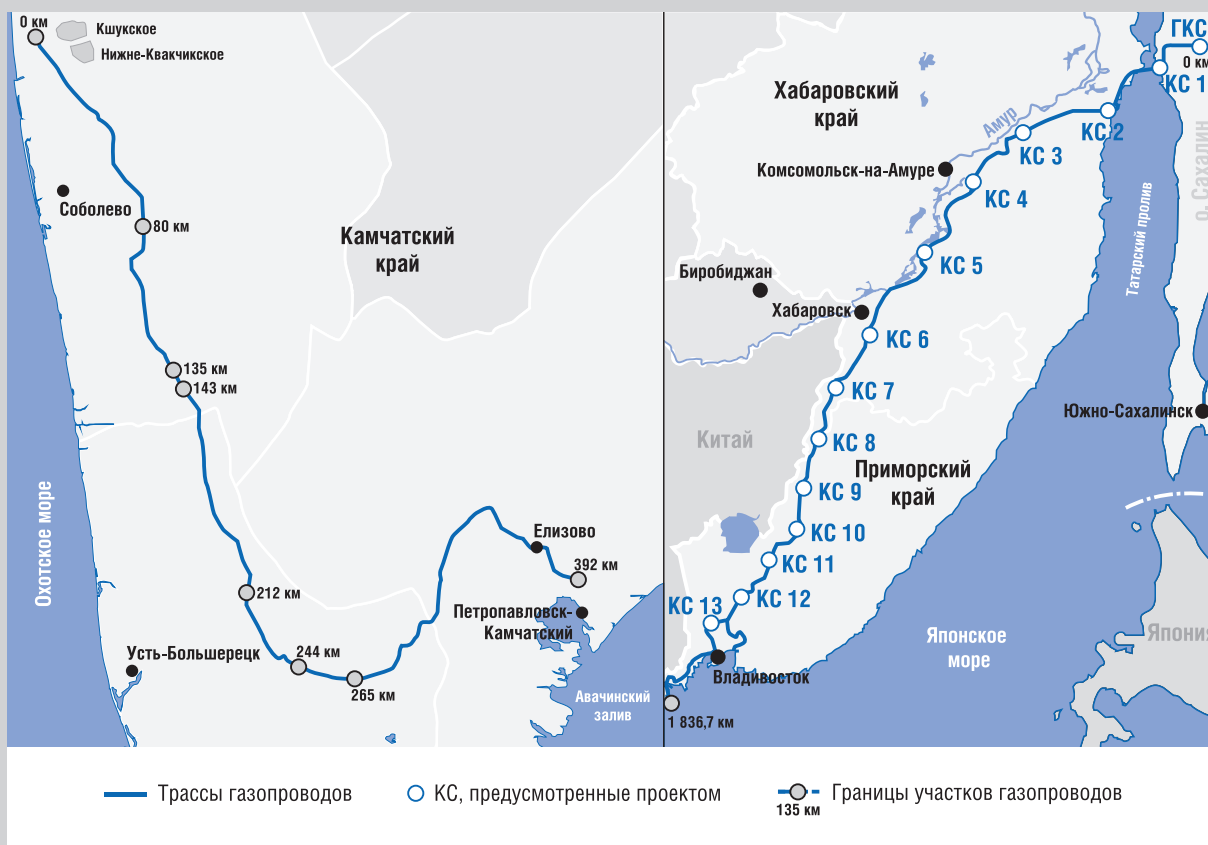 0 км
Кшукское
Нижне-Квакчикское
Соболево
80 км
Камчатский
край
135 км
143 км
Охотское море
212 км
Усть-Большерецк
244 км
265 км
Елизово
392 км
Петропавловск-
Камчатский
Авачинский
залив
ГКС
0 км
КС 1
Хабаровский
край
Амур
КС 2
КС 3
Комсомольск-на-Амуре
КС 4
о. Сахалин
Татарский пролив
КС 5
Биробиджан
Хабаровск
КС 6
КС 7
Южно-Сахалинск
Китай
КС 8
Приморский
край
КС 9
КС 10
КС 11
КС 12
КС 13
Японское
море
Япония
Владивосток
1 836,7 км
Трассы газопроводов
КС, предусмотренные проектом
135 км
Границы участков газопроводов